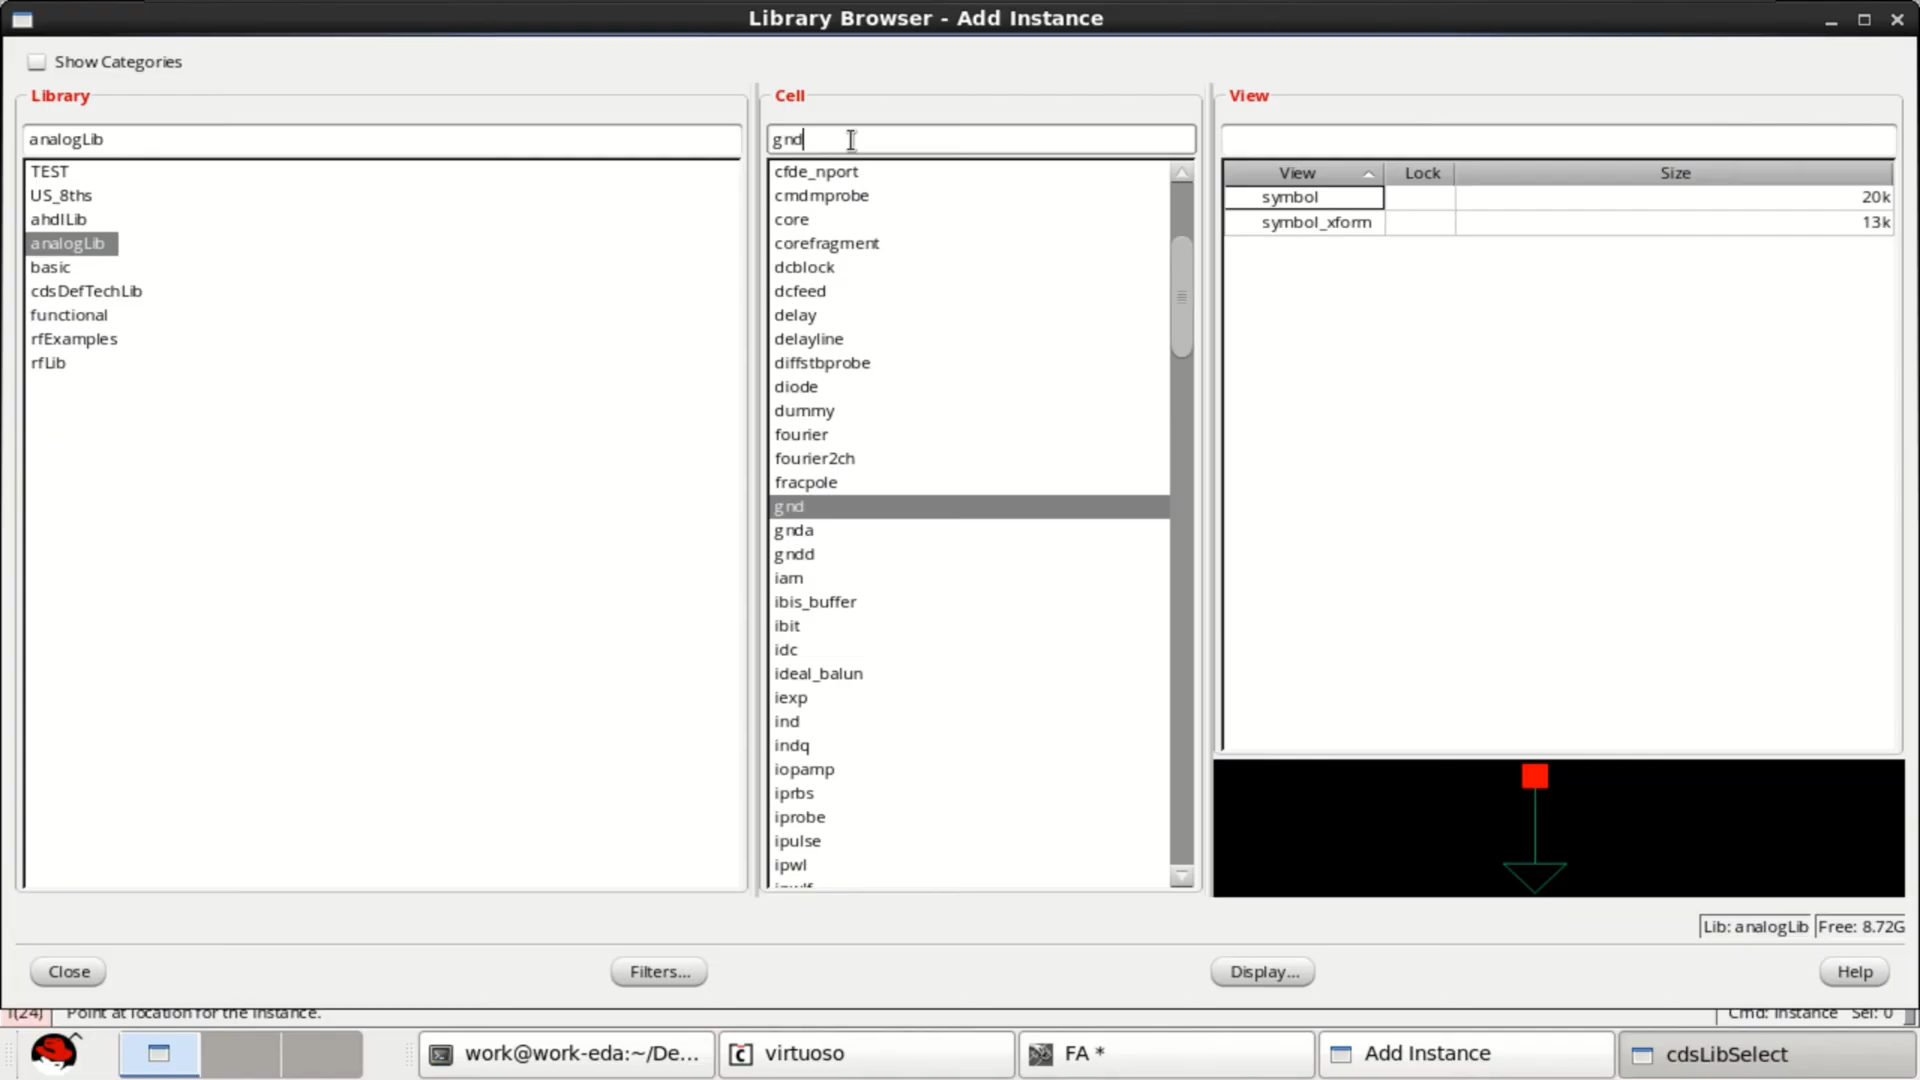 Library Browser - Add Instance
Show Categories
Library
analogLib
TEST
US_8ths
ahdlLib
analogLib
basic
cdsDefTechLib
functional
rfExamples
rfLib
Cell
gnd
cfde_nport
cmdmprobe
core
corefragment
dcblock
dcfeed
delay
delayline
diffstbprobe
diode
dummy
fourier
fourier2ch
fracpole
gnd
gnda
gndd
iam
ibis_buffer
ibit
idc
ideal_balun
iexp
ind
indq
iopamp
iprbs
iprobe
ipulse
ipwl
ipwlf
View
View Lock Size
symbol 20k
symbol_xform 13k
Lib: analogLib Free: 8.72G
Close Filters... Display... Help
1(24) Point at location for the instance. Cmd: Instance Sel: 0
work@work-eda:~/De... virtuoso FA * Add Instance cdsLibSelect